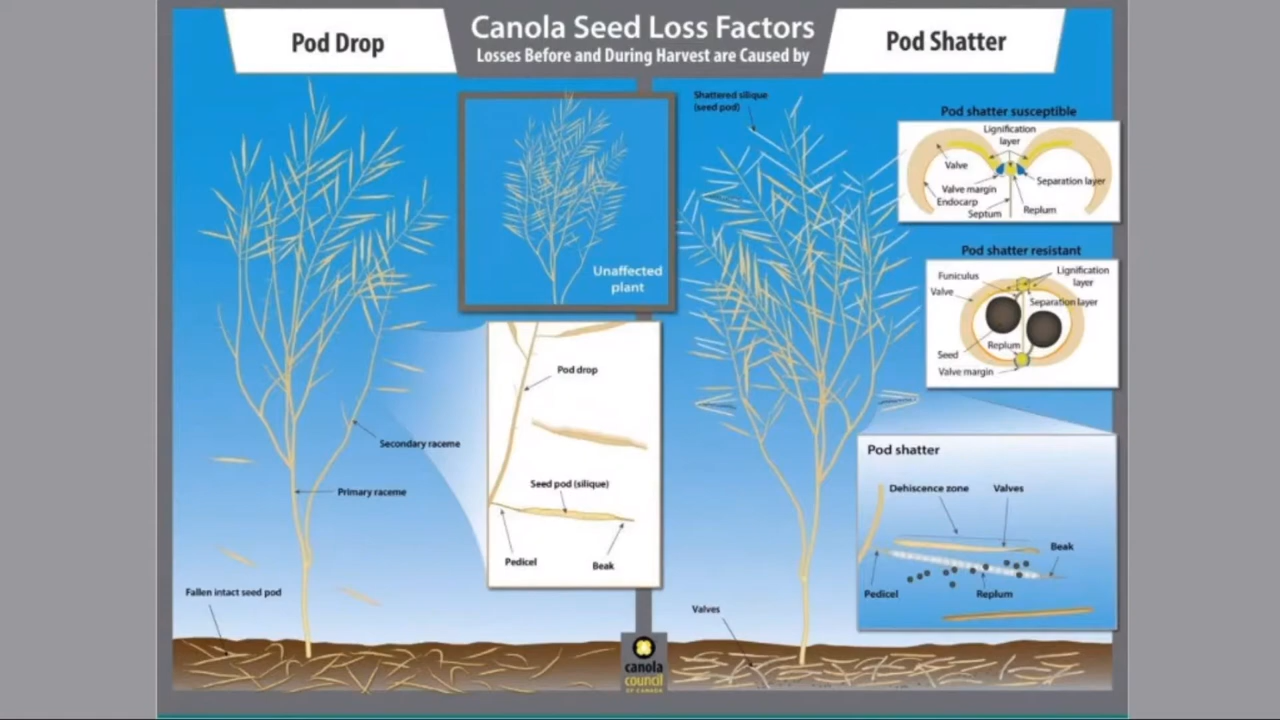 Canola Seed Loss Factors
Losses Before and During Harvest are Caused by
Pod Drop
Unaffected
plant
Pod drop
Seed pod (silique)
Pedicel
Beak
Secondary raceme
Primary raceme
Fallen intact seed pod
Pod Shatter
Shattered silique
(seed pod)
Pod shatter susceptible
Lignification
layer
Valve
Separation layer
Valve margin
Endocarp
Replum
Septum
Pod shatter resistant
Funiculus
Lignification
layer
Valve
Separation layer
Replum
Seed
Valve margin
Pod shatter
Dehiscence zone
Valves
Beak
Pedicel
Replum
Valves
canola
council
OF CANADA